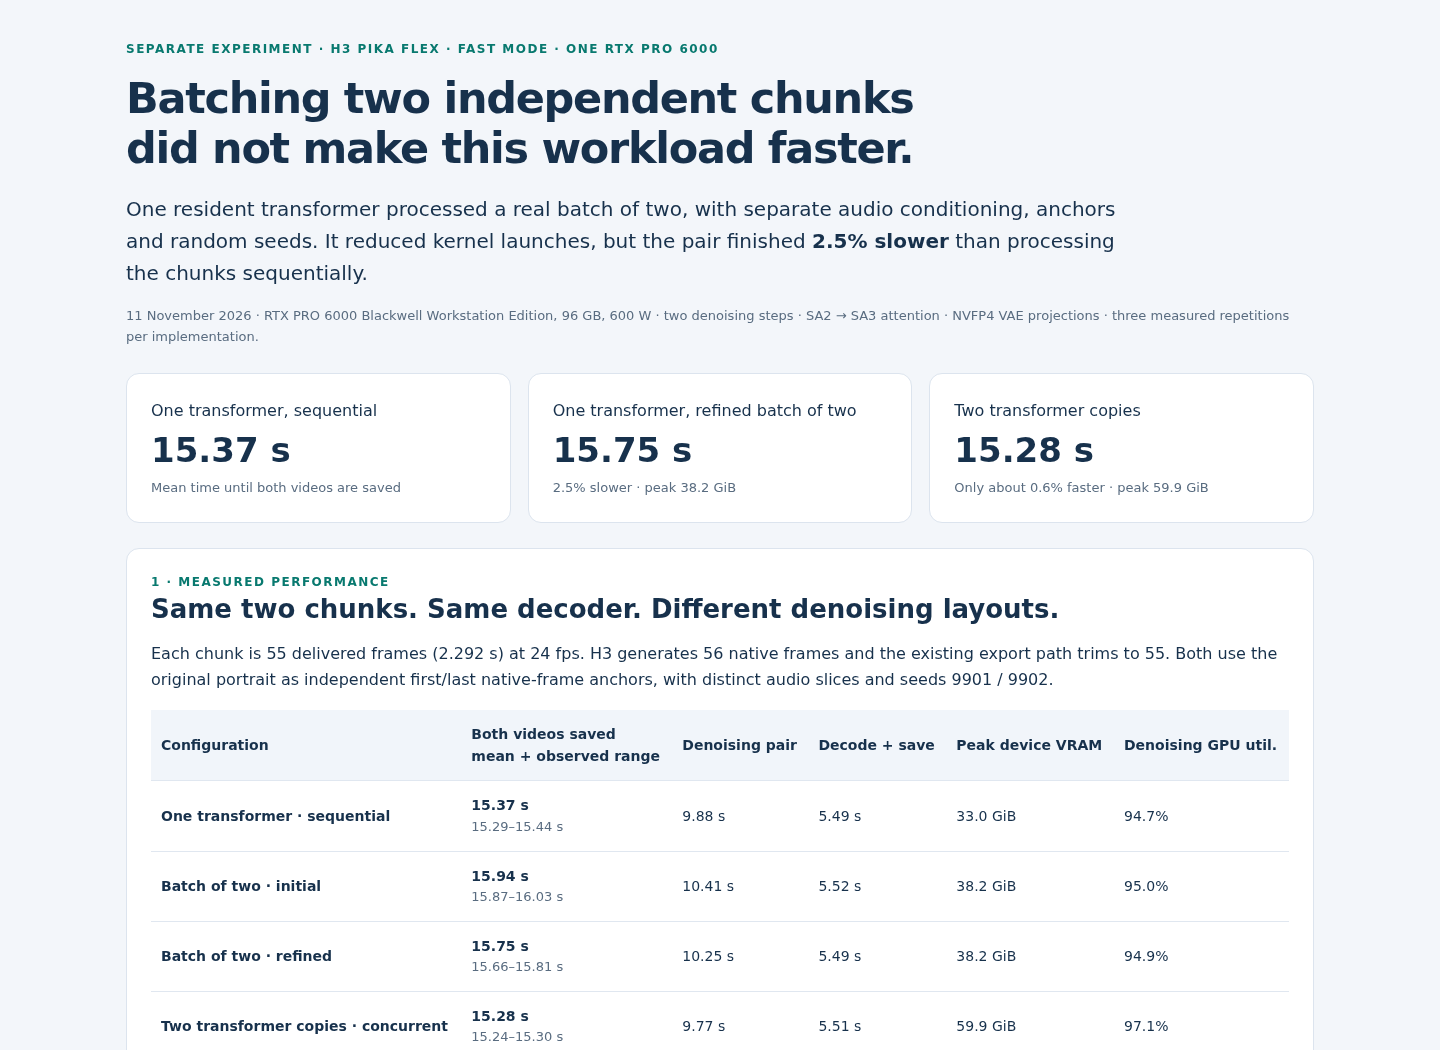 SEPARATE EXPERIMENT · H3 PIKA FLEX · FAST MODE · ONE RTX PRO 6000
Batching two independent chunks
did not make this workload faster.
One resident transformer processed a real batch of two, with separate audio conditioning, anchors
and random seeds. It reduced kernel launches, but the pair finished 2.5% slower than processing
the chunks sequentially.
11 November 2026 · RTX PRO 6000 Blackwell Workstation Edition, 96 GB, 600 W · two denoising steps · SA2 → SA3 attention · NVFP4 VAE projections · three measured repetitions
per implementation.
One transformer, sequential
15.37 s
Mean time until both videos are saved
One transformer, refined batch of two
15.75 s
2.5% slower · peak 38.2 GiB
Two transformer copies
15.28 s
Only about 0.6% faster · peak 59.9 GiB
1 · MEASURED PERFORMANCE
Same two chunks. Same decoder. Different denoising layouts.
Each chunk is 55 delivered frames (2.292 s) at 24 fps. H3 generates 56 native frames and the existing export path trims to 55. Both use the
original portrait as independent first/last native-frame anchors, with distinct audio slices and seeds 9901 / 9902.
Configuration
Both videos saved
mean + observed range
Denoising pair
Decode + save
Peak device VRAM
Denoising GPU util.
One transformer · sequential
15.37 s
15.29–15.44 s
9.88 s
5.49 s
33.0 GiB
94.7%
Batch of two · initial
15.94 s
15.87–16.03 s
10.41 s
5.52 s
38.2 GiB
95.0%
Batch of two · refined
15.75 s
15.66–15.81 s
10.25 s
5.49 s
38.2 GiB
94.9%
Two transformer copies · concurrent
15.28 s
15.24–15.30 s
9.77 s
5.51 s
59.9 GiB
97.1%